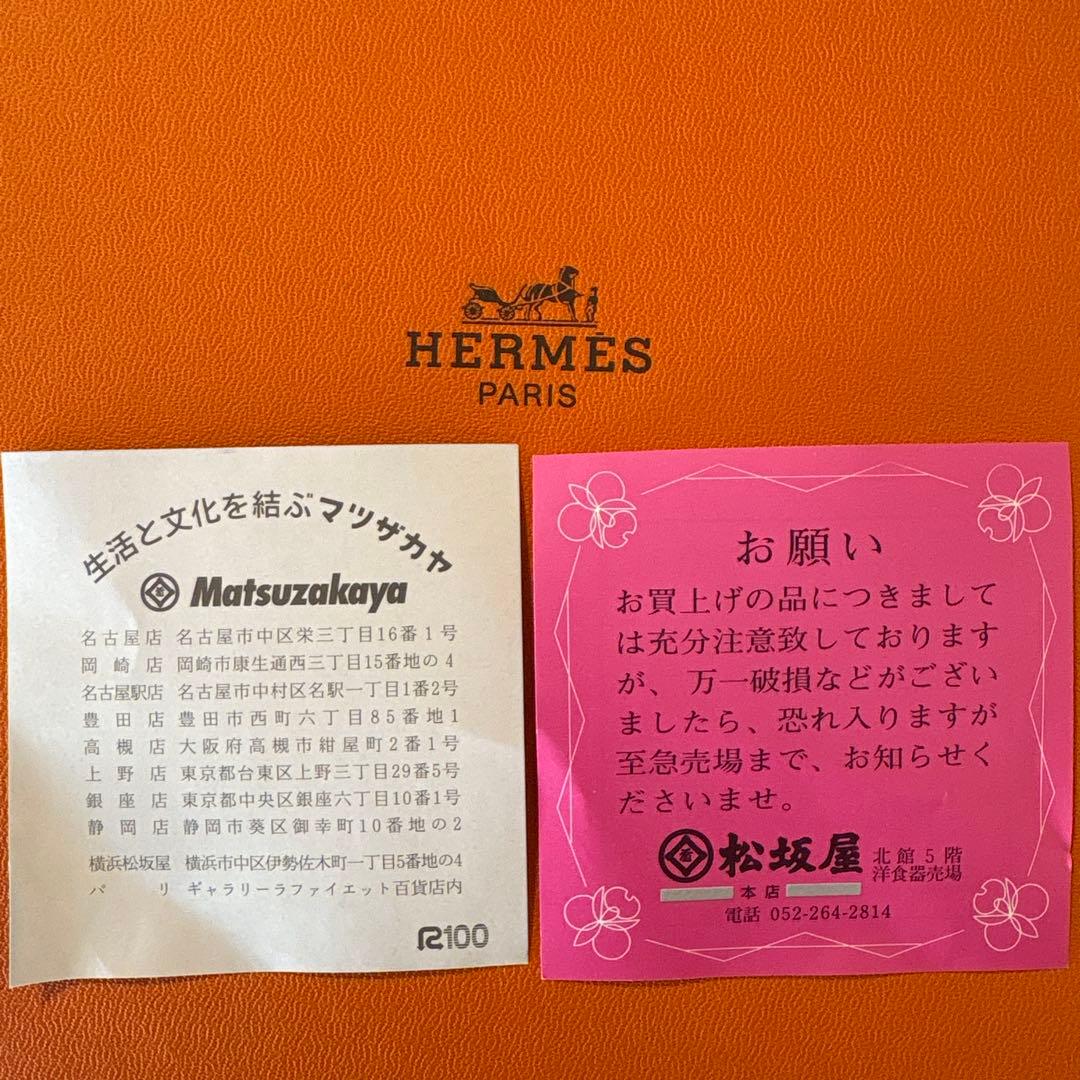 HERMÈS
PARIS
生活と文化を結ぶマツザカヤ
Matsuzakaya
名古屋店 名古屋市中区栄三丁目16番1号
岡崎店 岡崎市康生通西三丁目15番地の4
名古屋駅店 名古屋市中村区名駅一丁目1番2号
豊田店 豊田市西町六丁目85番地1
高槻店 大阪府高槻市紺屋町2番1号
上野店 東京都台東区上野三丁目29番5号
銀座店 東京都中央区銀座六丁目10番1号
静岡店 静岡市葵区御幸町10番地の2
横浜松坂屋 横浜市中区伊勢佐木町一丁目5番地の4
パリ ギャラリーラファイエット百貨店内
R100
お願い
お買上げの品につきまして
は充分注意致しております
が、万一破損などがござい
ましたら、恐れ入りますが
至急売場まで、お知らせく
ださいませ。
松坂屋 北館5階
洋食器売場
本店
電話 052-264-2814